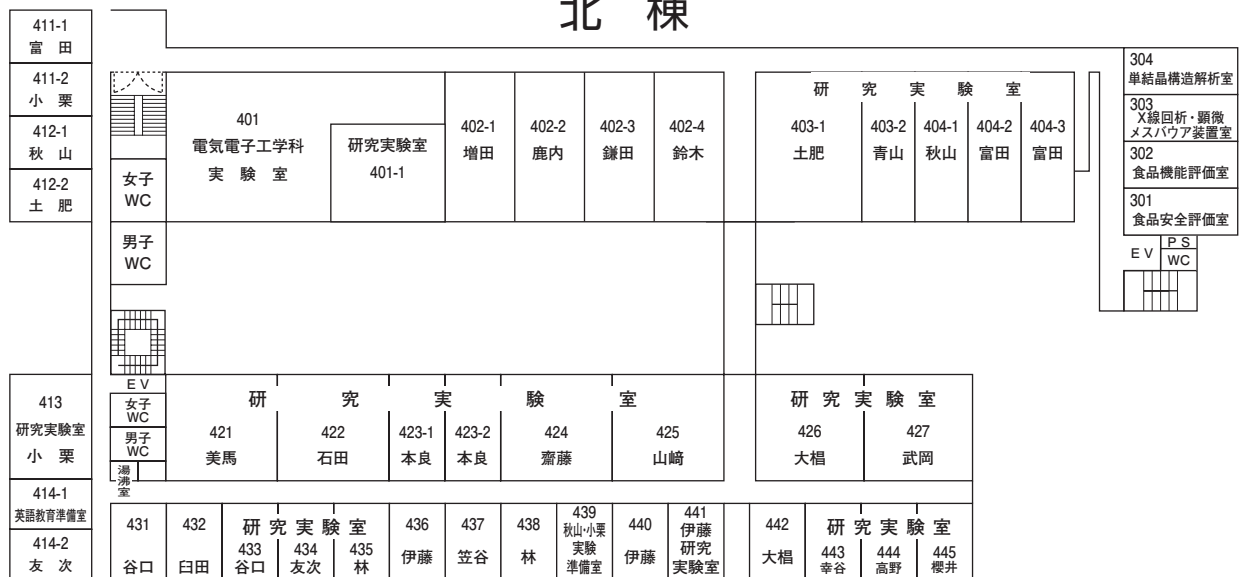 北 棟
411-1
富 田
411-2
小 栗
412-1
秋 山
412-2
土 肥
女子
WC
男子
WC
401
電気電子工学科
実 験 室
研究実験室
401-1
402-1
増田
402-2
鹿内
402-3
鎌田
402-4
鈴木
研 究 実 験 室
403-1
土肥
403-2
青山
404-1
秋山
404-2
富田
404-3
富田
304
単結晶構造解析室
303
X線回析・顕微
メスバウア装置室
302
食品機能評価室
301
食品安全評価室
EV
PS
WC
413
研究実験室
小 栗
414-1
英語教育準備室
414-2
友 次
EV
女子
WC
男子
WC
湯沸室
研 究 実 験 室
421
美馬
422
石田
423-1
本良
423-2
本良
424
齋藤
425
山﨑
研 究 実 験 室
426
大椙
427
武岡
431
谷口
432
臼田
研 究 実 験 室
433
谷口
434
友次
435
林
436
伊藤
437
笠谷
438
林
439
秋山・小栗
実験
準備室
440
伊藤
441
伊藤
研究
実験室
442
大椙
研 究 実 験 室
443
幸谷
444
高野
445
櫻井